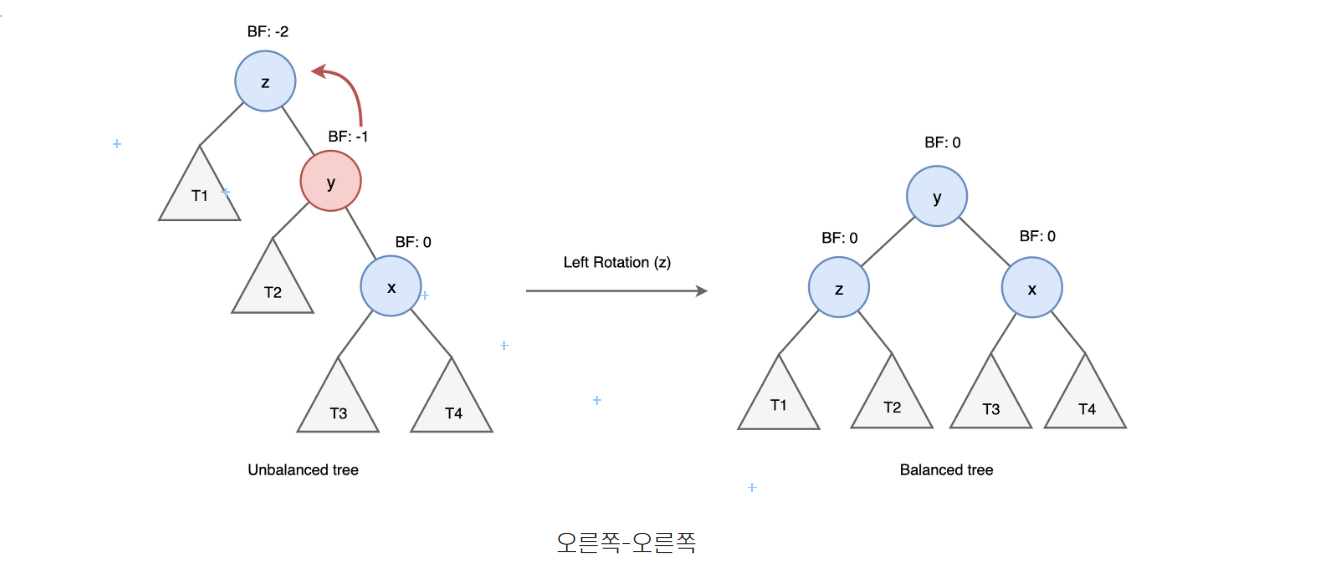 BF: -2
z
BF: -1
T1
y
BF: 0
T2
x
T3
T4
Unbalanced tree
Left Rotation (z)
BF: 0
y
BF: 0
BF: 0
z
x
T1
T2
T3
T4
Balanced tree
오른쪽-오른쪽